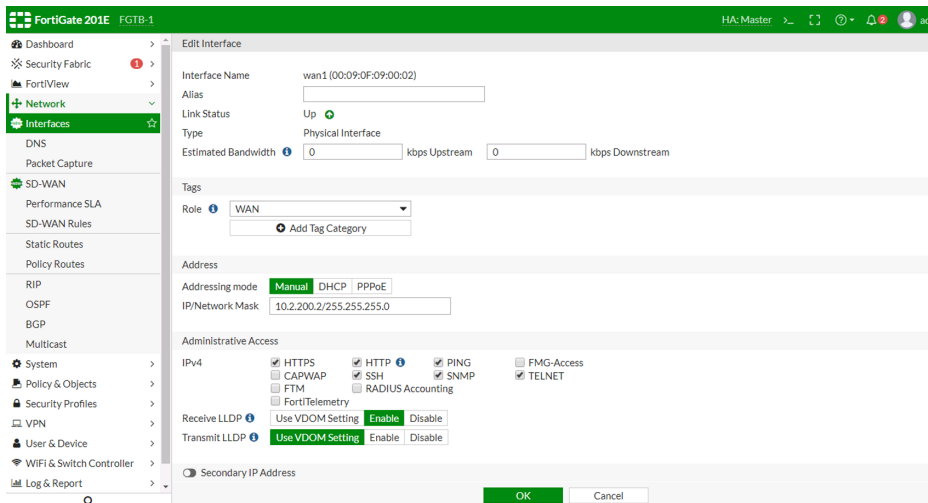 FortiGate 201E FGTB-1 HA: Master >_ 2
Dashboard
Security Fabric 1
FortiView
Network
Interfaces
DNS
Packet Capture
SD-WAN
Performance SLA
SD-WAN Rules
Static Routes
Policy Routes
RIP
OSPF
BGP
Multicast
System
Policy & Objects
Security Profiles
VPN
User & Device
WiFi & Switch Controller
Log & Report
Edit Interface
Interface Name wan1 (00:09:0F:09:00:02)
Alias
Link Status Up
Type Physical Interface
Estimated Bandwidth 0 kbps Upstream 0 kbps Downstream
Tags
Role WAN
Add Tag Category
Address
Addressing mode Manual DHCP PPPoE
IP/Network Mask 10.2.200.2/255.255.255.0
Administrative Access
IPv4 HTTPS HTTP PING FMG-Access
CAPWAP SSH SNMP TELNET
FTM RADIUS Accounting
FortiTelemetry
Receive LLDP Use VDOM Setting Enable Disable
Transmit LLDP Use VDOM Setting Enable Disable
Secondary IP Address
OK Cancel